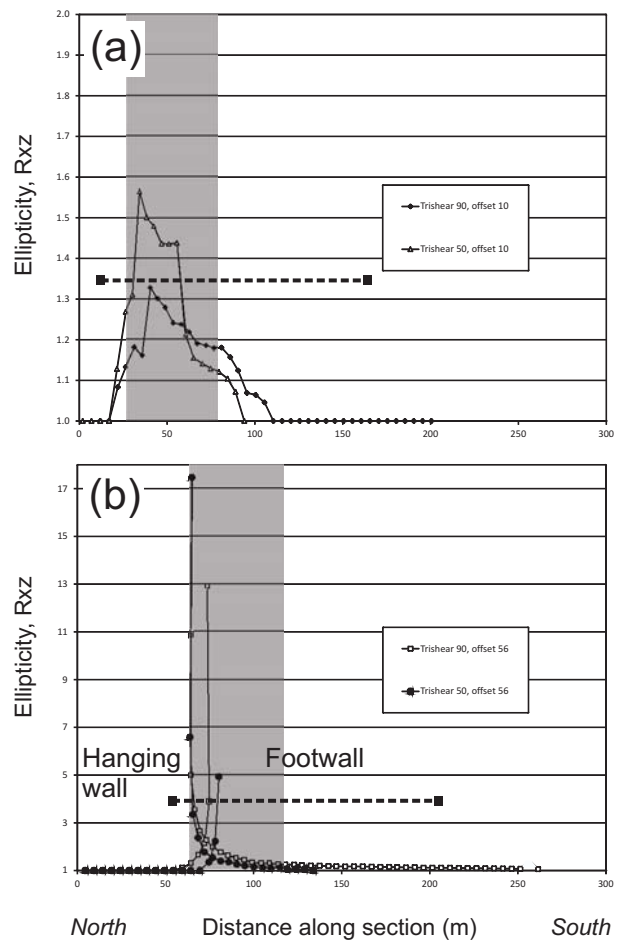 (a)
2.0
1.9
1.8
1.7
1.6
1.5
1.4
1.3
1.2
1.1
1.0
Ellipticity, Rxz
Trishear 90, offset 10
Trishear 50, offset 10
0 50 100 150 200 250 300
(b)
17
13
11
7
5
3
1
Ellipticity, Rxz
Trishear 90, offset 56
Trishear 50, offset 56
Hanging
wall
Footwall
0 50 100 150 200 250 300
North Distance along section (m) South